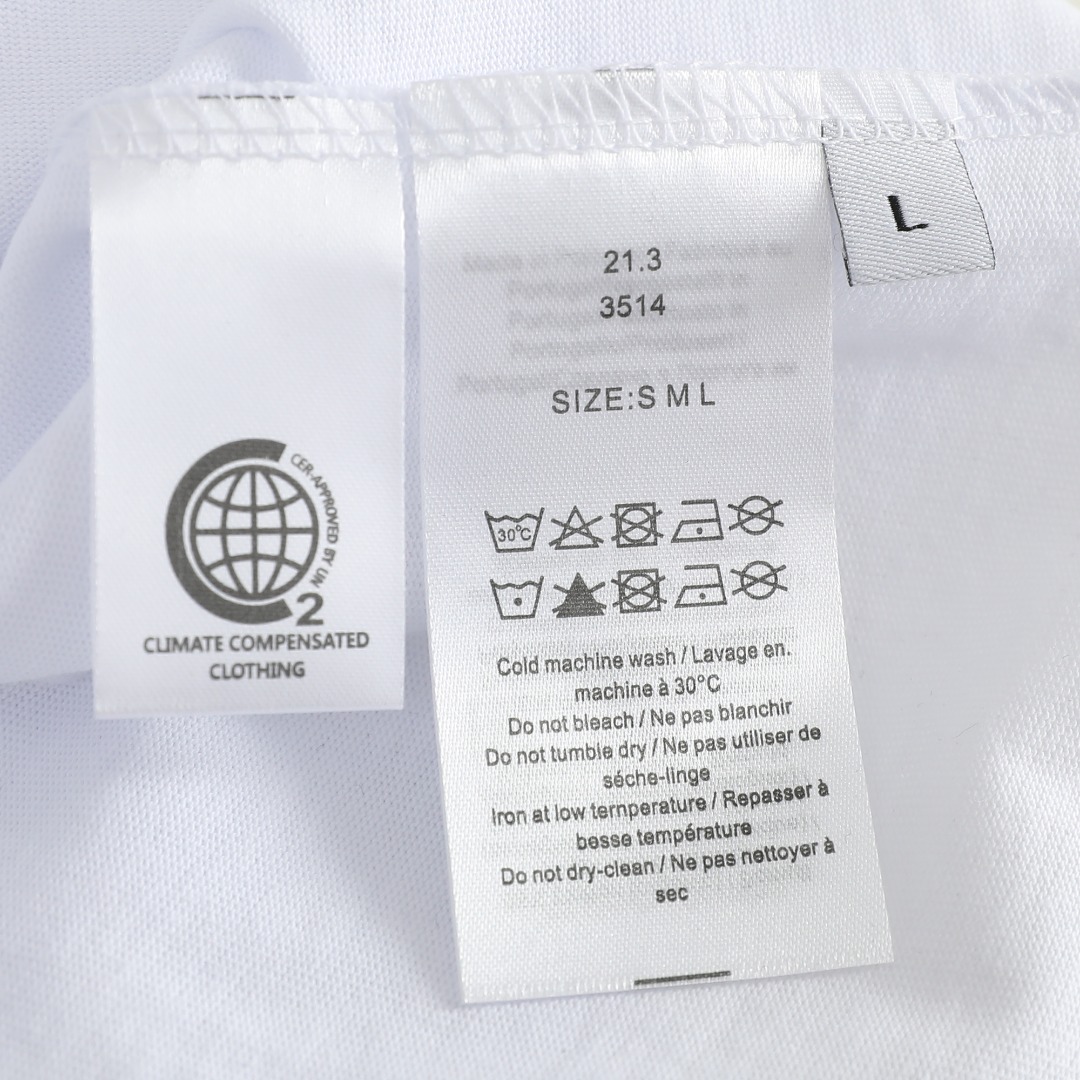 CER-APPROVED BY UN
2
CLIMATE COMPENSATED
CLOTHING
21.3
3514
SIZE:S M L
30°C
Cold machine wash / Lavage en.
machine à 30°C
Do not bleach / Ne pas blanchir
Do not tumbie dry / Ne pas utiliser de
séche-linge
Iron at low ternperature / Repasser à
besse température
Do not dry-clean / Ne pas nettoyer à
sec
L